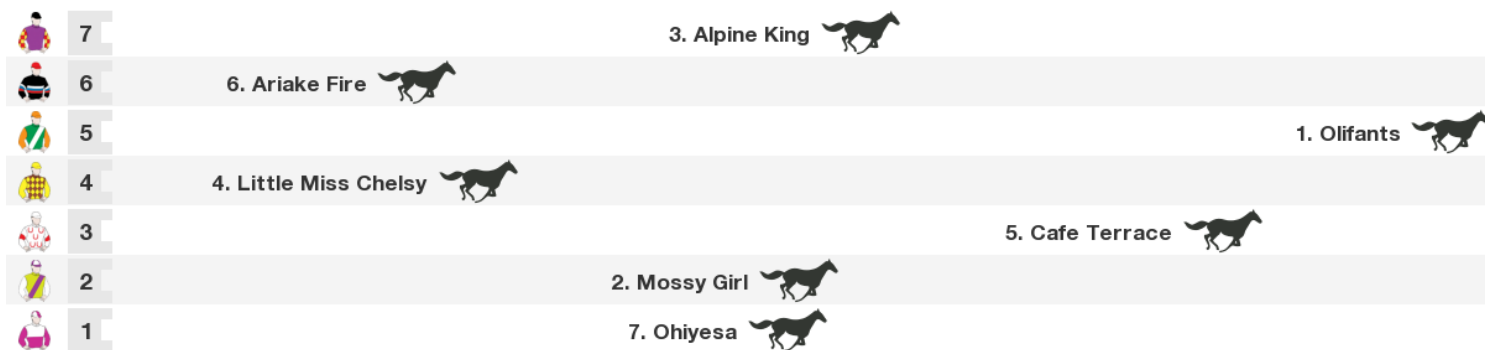 7 3. Alpine King
6 6. Ariake Fire
5 1. Olifants
4 4. Little Miss Chelsy
3 5. Cafe Terrace
2 2. Mossy Girl
1 7. Ohiyesa